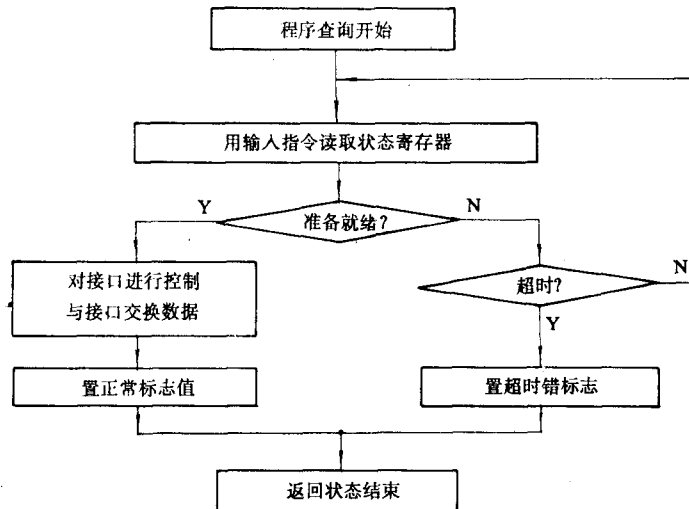 程序查询开始
用输入指令读取状态寄存器
Y
准备就绪?
N
对接口进行控制
与接口交换数据
超时?
N
Y
置正常标志值
置超时错标志
返回状态结束